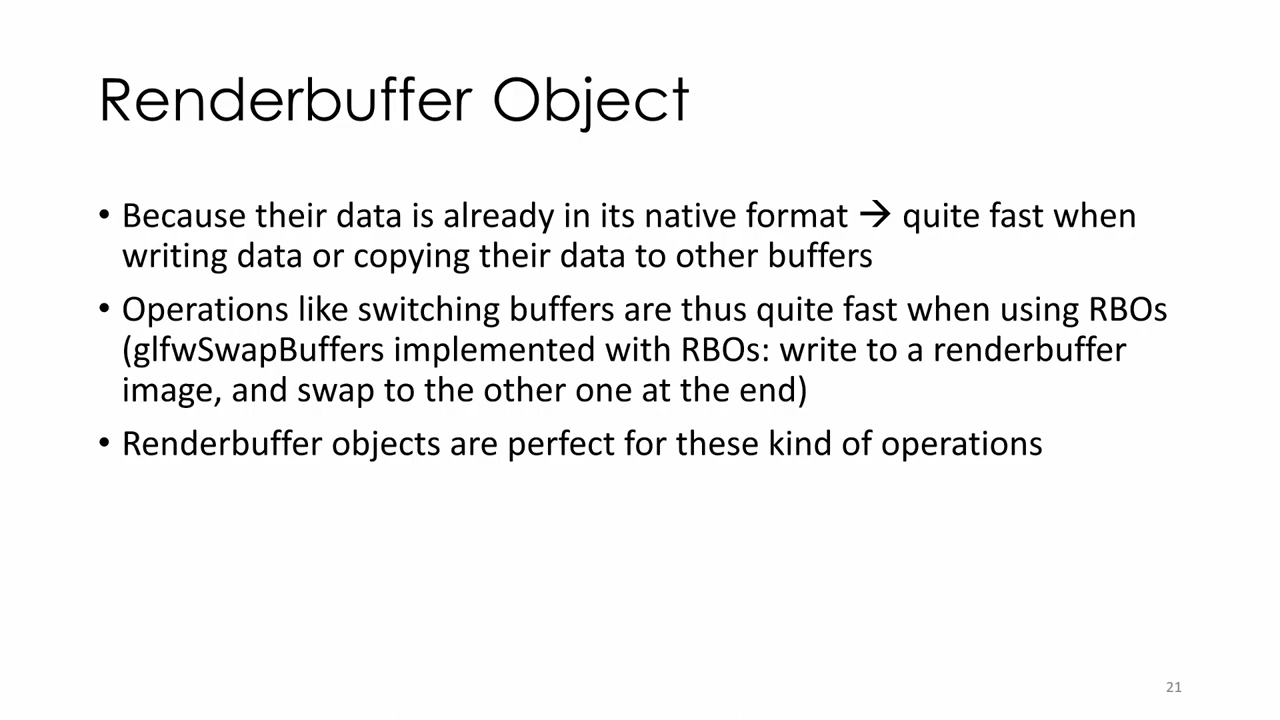 Renderbuffer Object
• Because their data is already in its native format → quite fast when
writing data or copying their data to other buffers
• Operations like switching buffers are thus quite fast when using RBOs
(glfwSwapBuffers implemented with RBOs: write to a renderbuffer
image, and swap to the other one at the end)
• Renderbuffer objects are perfect for these kind of operations
21